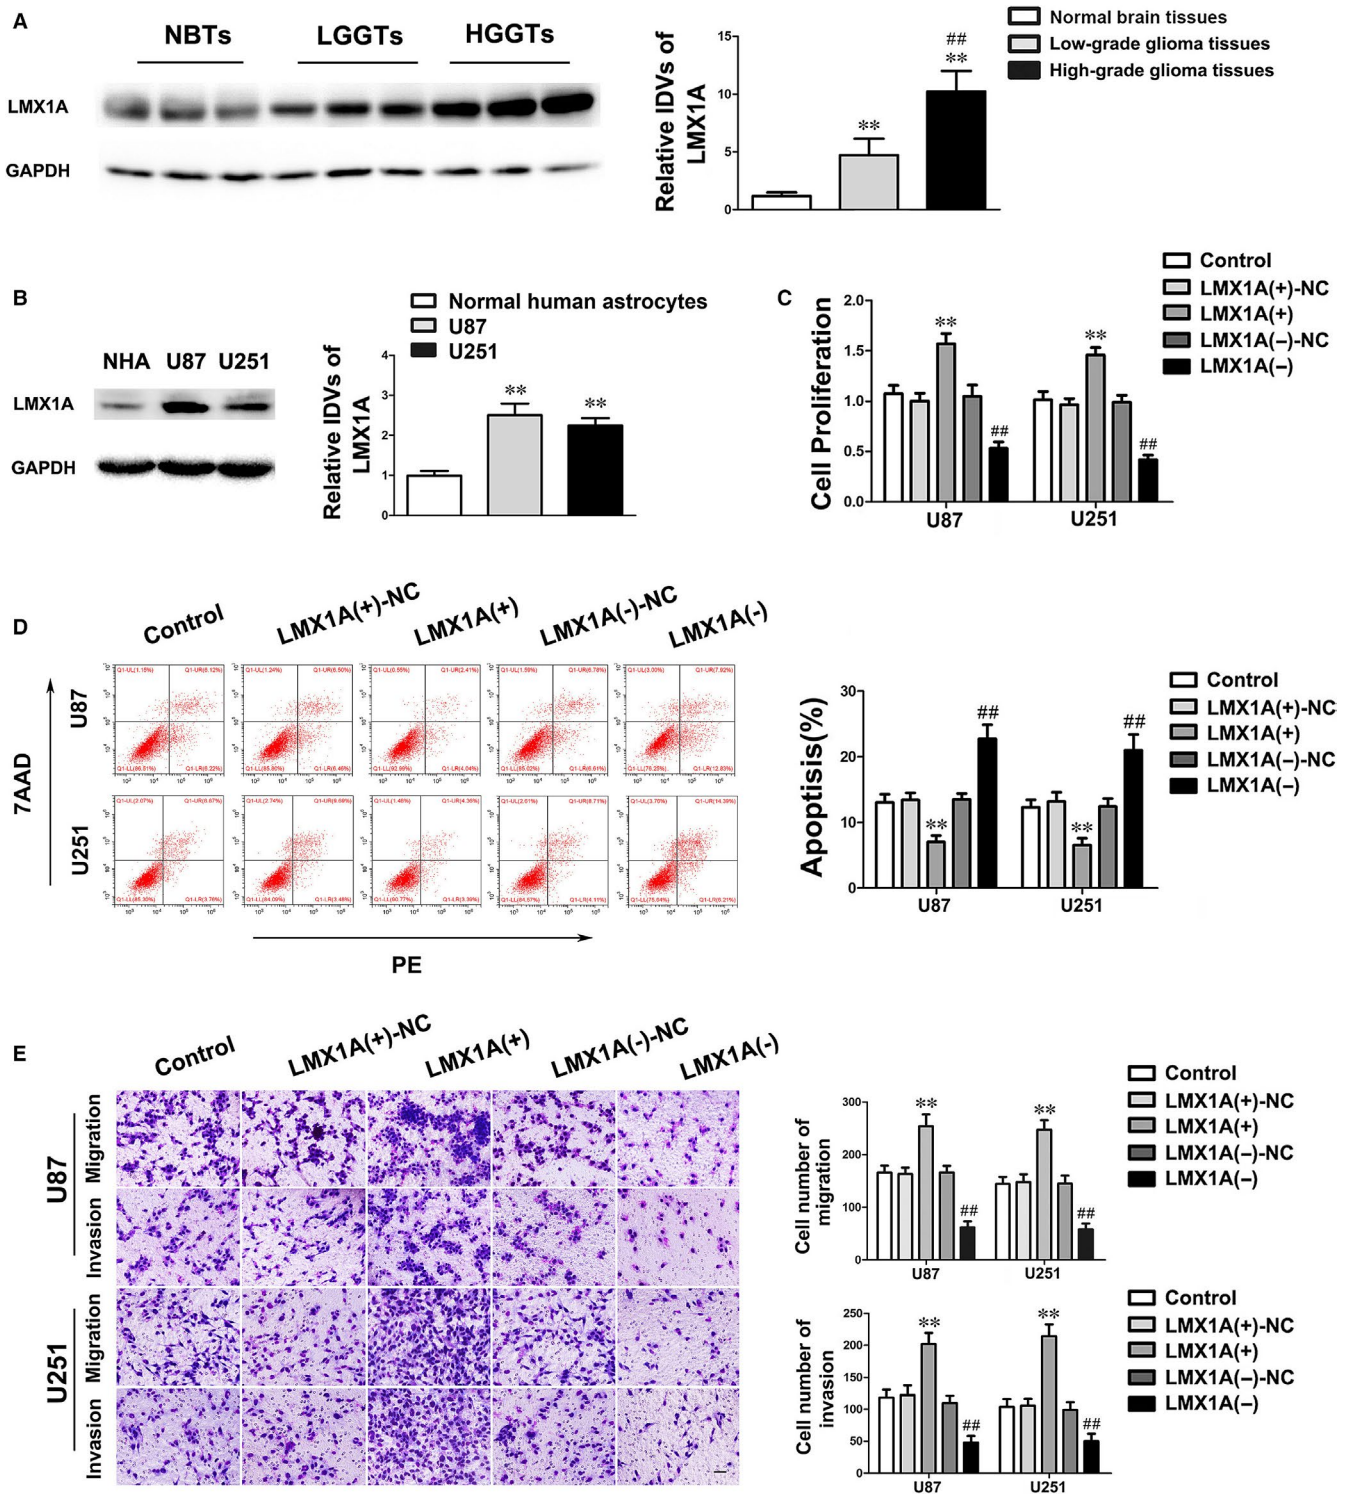 A
NBTs
LGGTs
HGGTs
LMX1A
GAPDH
Relative IDVs of
LMX1A
15
10
5
0
**
##
**
Normal brain tissues
Low-grade glioma tissues
High-grade glioma tissues
B
NHA U87 U251
LMX1A
GAPDH
Relative IDVs of
LMX1A
4
3
2
1
0
**
**
Normal human astrocytes
U87
U251
C
Cell Proliferation
2.0
1.5
1.0
0.5
0.0
**
##
**
##
U87
U251
Control
LMX1A(+)-NC
LMX1A(+)
LMX1A(−)-NC
LMX1A(−)
D
Control
LMX1A(+)-NC
LMX1A(+)
LMX1A(-)-NC
LMX1A(-)
7AAD
U87
U251
PE
Apoptisis(%)
30
20
10
0
**
##
**
##
U87
U251
Control
LMX1A(+)-NC
LMX1A(+)
LMX1A(−)-NC
LMX1A(−)
E
Control
LMX1A(+)-NC
LMX1A(+)
LMX1A(-)-NC
LMX1A(-)
U87
Migration
Invasion
U251
Migration
Invasion
Cell number of
migration
300
200
100
0
**
##
**
##
U87
U251
Control
LMX1A(+)-NC
LMX1A(+)
LMX1A(−)-NC
LMX1A(−)
Cell number of
invasion
250
200
150
100
50
0
**
##
**
##
U87
U251
Control
LMX1A(+)-NC
LMX1A(+)
LMX1A(−)-NC
LMX1A(−)